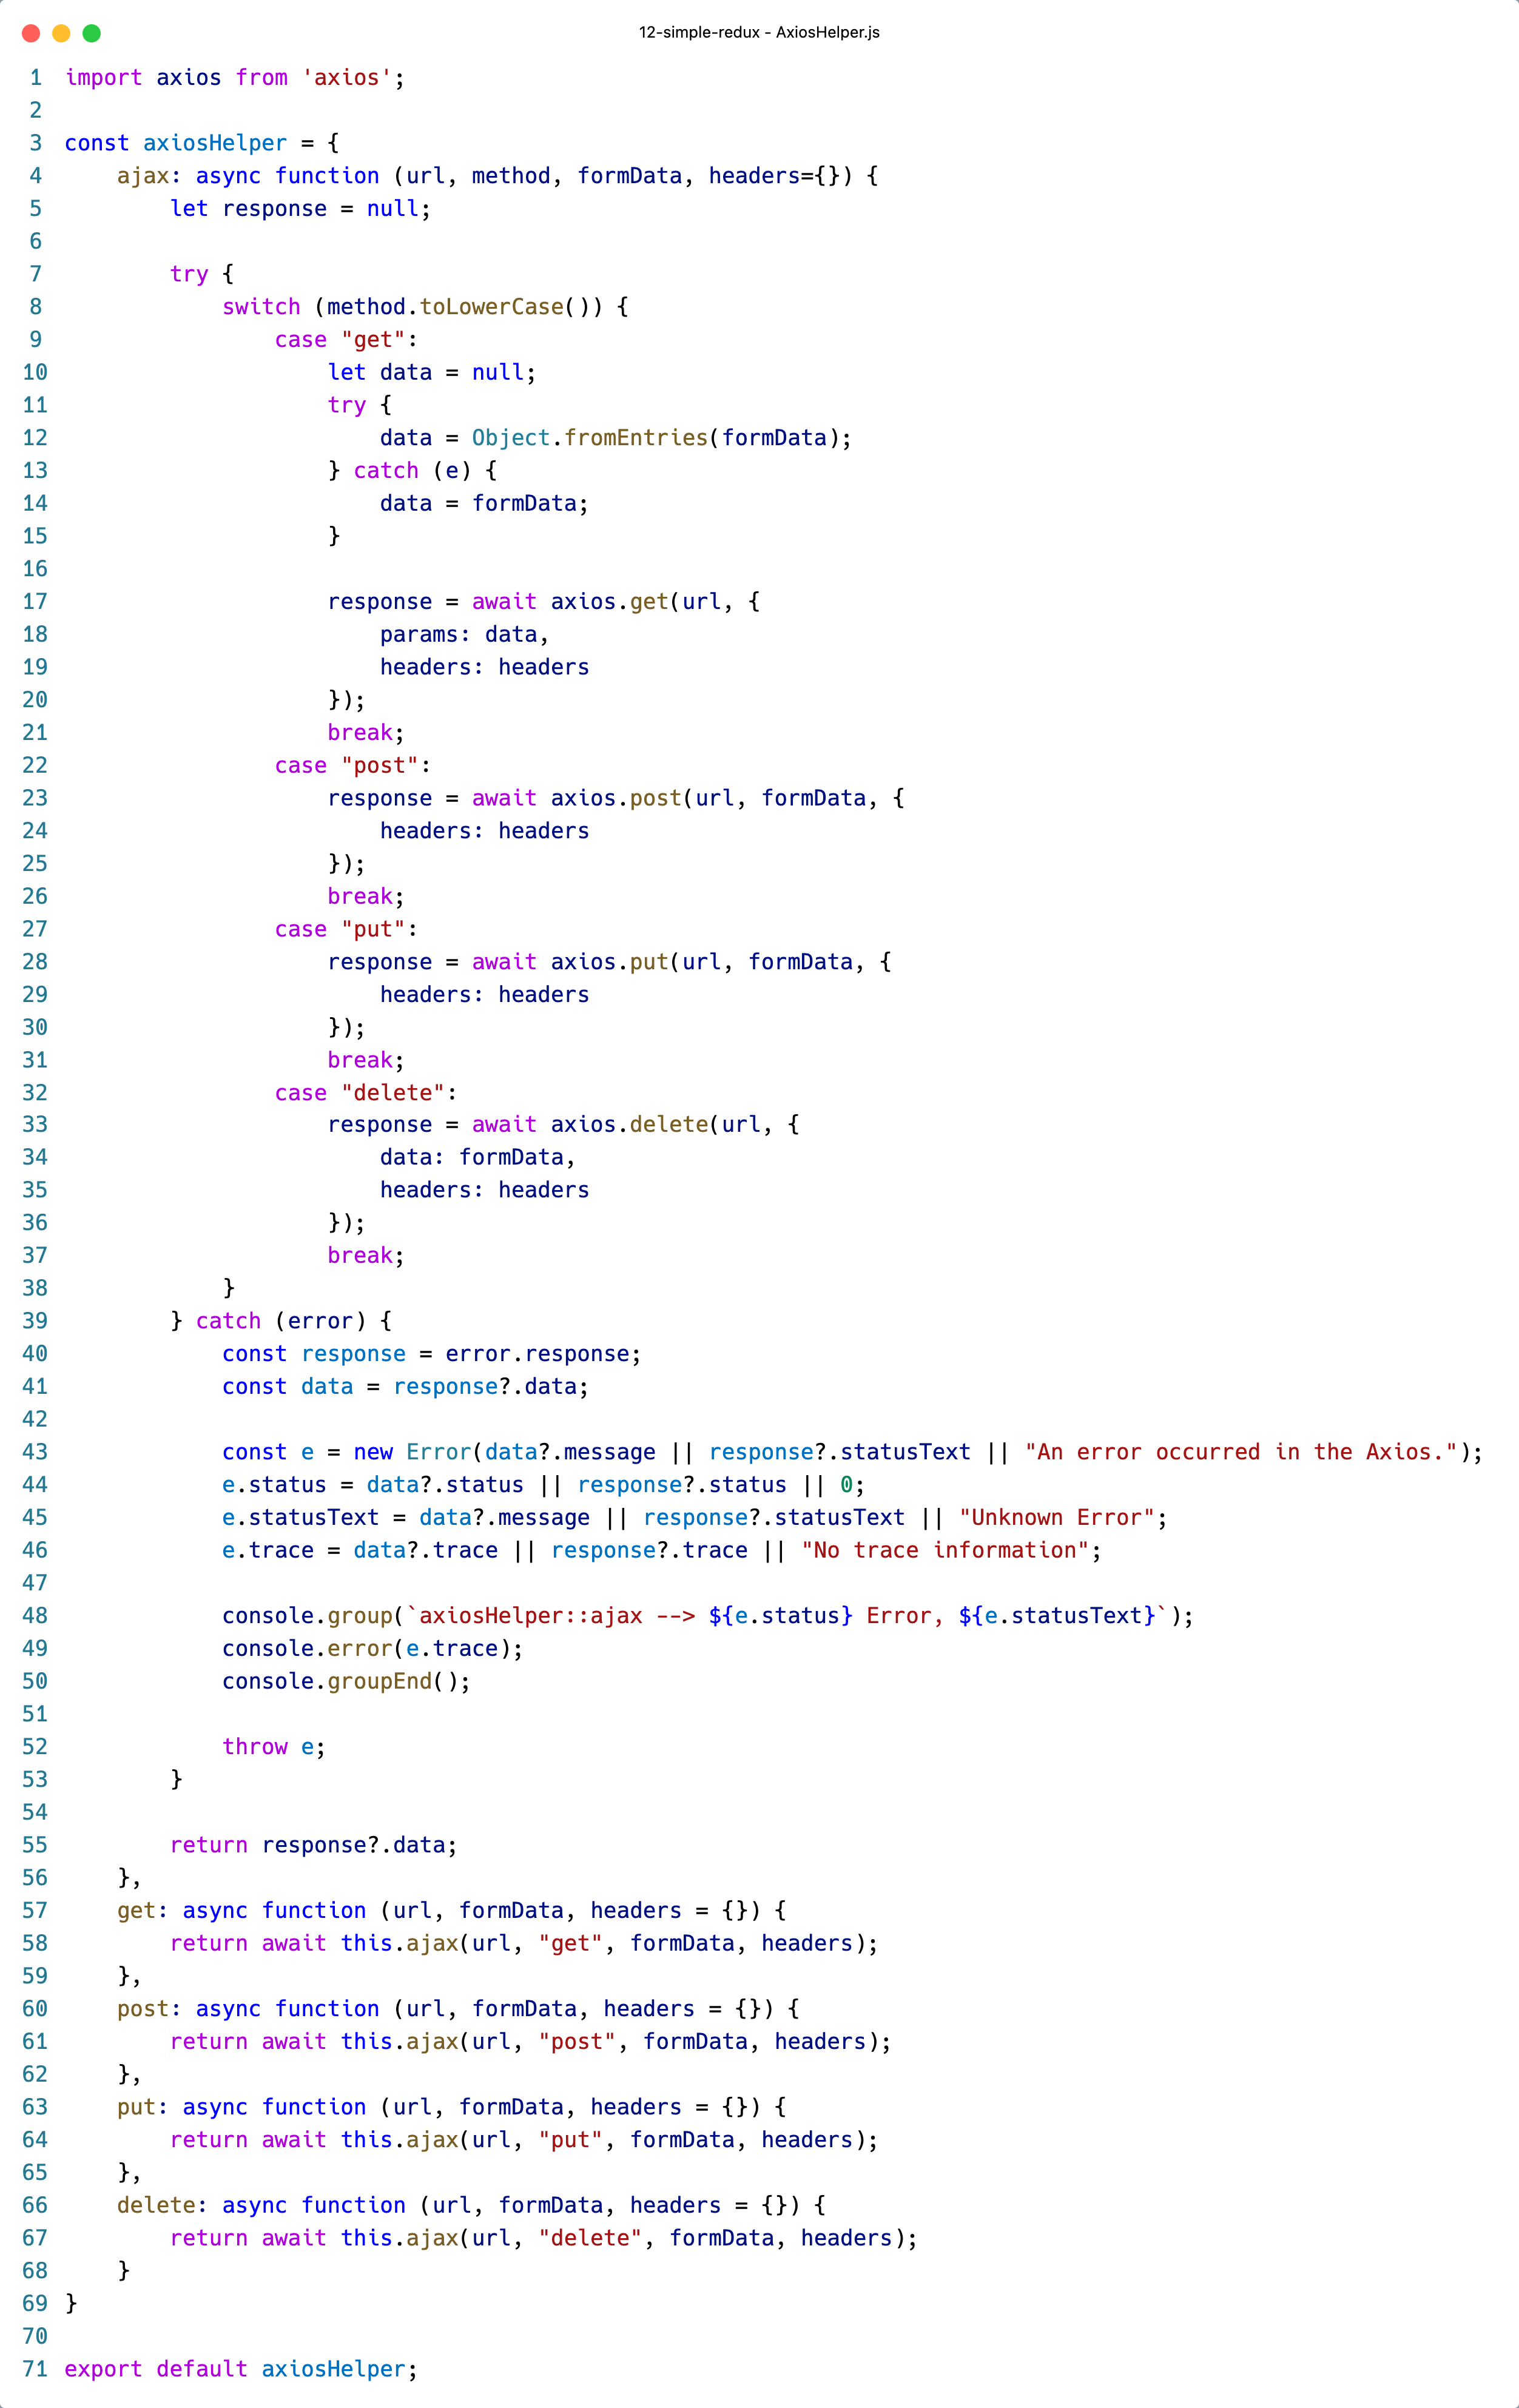 12-simple-redux - AxiosHelper.js
1 import axios from 'axios';
2
3 const axiosHelper = {
4     ajax: async function (url, method, formData, headers={}) {
5         let response = null;
6
7         try {
8             switch (method.toLowerCase()) {
9                 case "get":
10                     let data = null;
11                     try {
12                         data = Object.fromEntries(formData);
13                     } catch (e) {
14                         data = formData;
15                     }
16
17                     response = await axios.get(url, {
18                         params: data,
19                         headers: headers
20                     });
21                     break;
22                 case "post":
23                     response = await axios.post(url, formData, {
24                         headers: headers
25                     });
26                     break;
27                 case "put":
28                     response = await axios.put(url, formData, {
29                         headers: headers
30                     });
31                     break;
32                 case "delete":
33                     response = await axios.delete(url, {
34                         data: formData,
35                         headers: headers
36                     });
37                     break;
38             }
39         } catch (error) {
40             const response = error.response;
41             const data = response?.data;
42
43             const e = new Error(data?.message || response?.statusText || "An error occurred in the Axios.");
44             e.status = data?.status || response?.status || 0;
45             e.statusText = data?.message || response?.statusText || "Unknown Error";
46             e.trace = data?.trace || response?.trace || "No trace information";
47
48             console.group(`axiosHelper::ajax --> ${e.status} Error, ${e.statusText}`);
49             console.error(e.trace);
50             console.groupEnd();
51
52             throw e;
53         }
54
55         return response?.data;
56     },
57     get: async function (url, formData, headers = {}) {
58         return await this.ajax(url, "get", formData, headers);
59     },
60     post: async function (url, formData, headers = {}) {
61         return await this.ajax(url, "post", formData, headers);
62     },
63     put: async function (url, formData, headers = {}) {
64         return await this.ajax(url, "put", formData, headers);
65     },
66     delete: async function (url, formData, headers = {}) {
67         return await this.ajax(url, "delete", formData, headers);
68     }
69 }
70
71 export default axiosHelper;